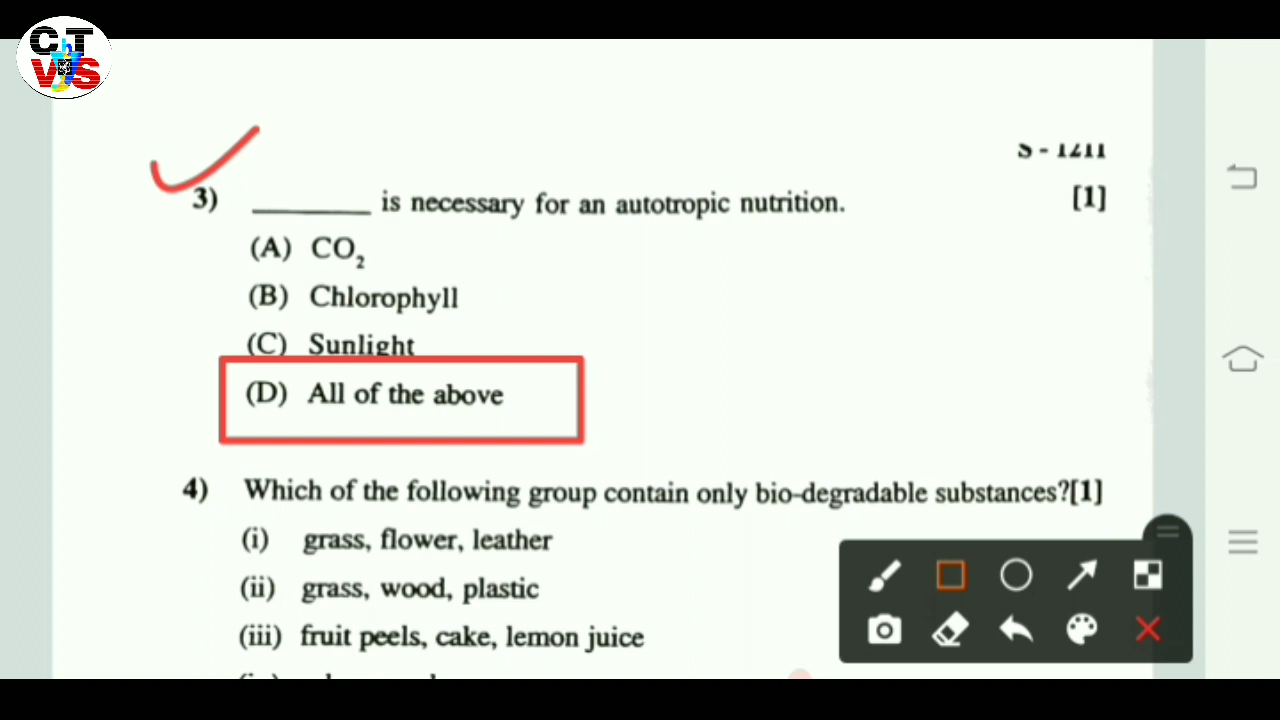 ChT
VJS
3) ________ is necessary for an autotropic nutrition. [1]
(A) CO₂
(B) Chlorophyll
(C) Sunlight
(D) All of the above
4) Which of the following group contain only bio-degradable substances?[1]
(i) grass, flower, leather
(ii) grass, wood, plastic
(iii) fruit peels, cake, lemon juice